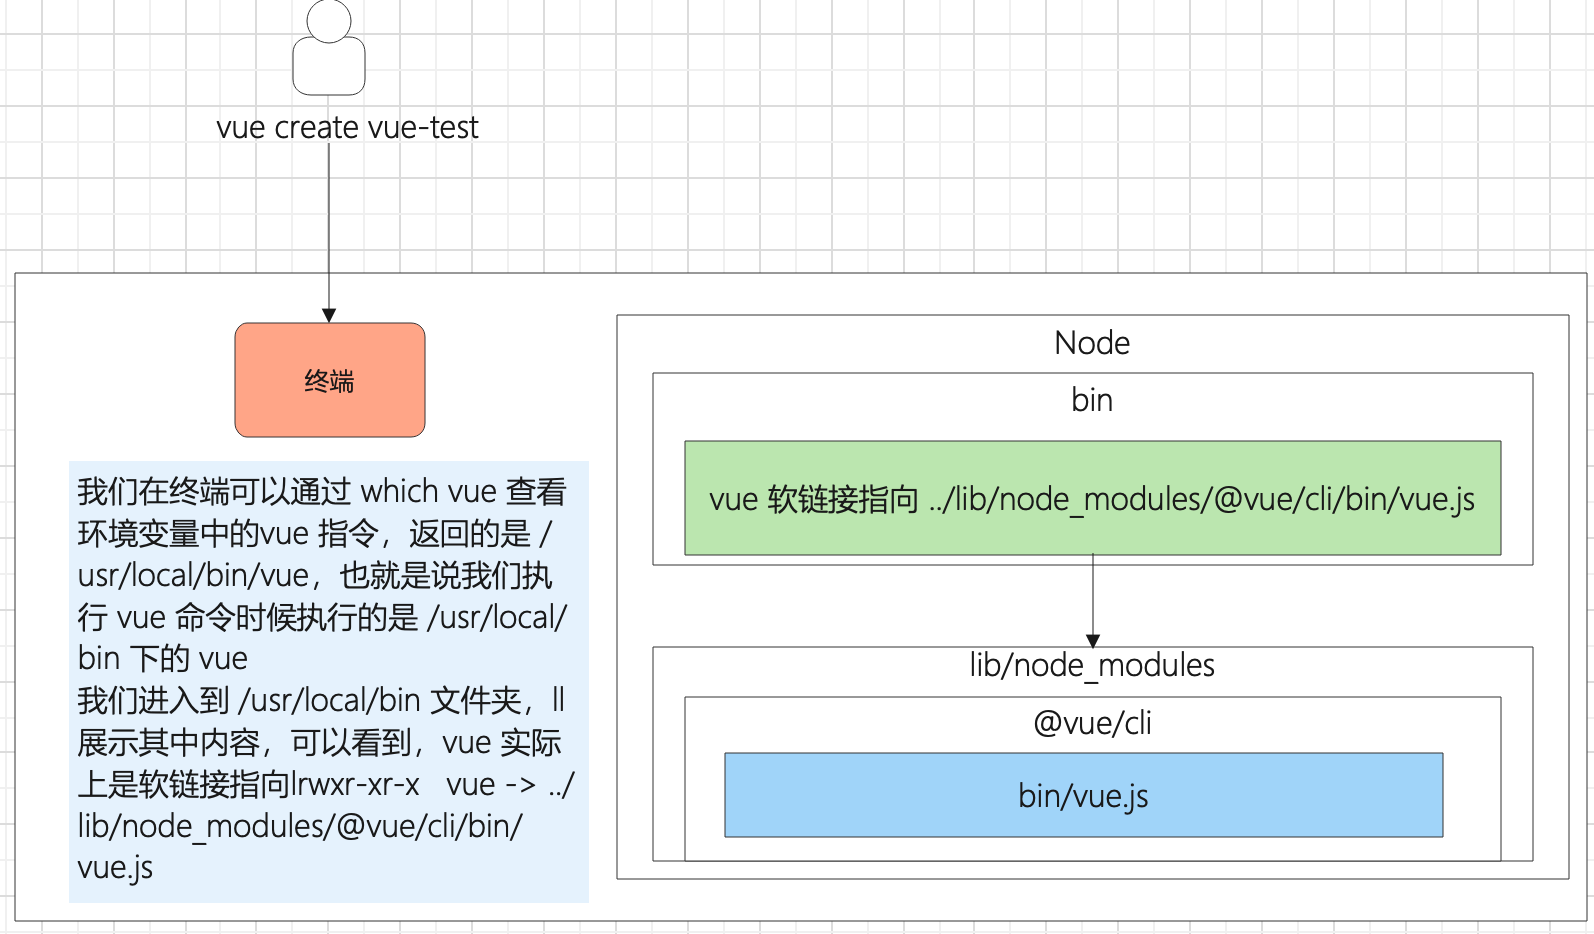 vue create vue-test
终端
我们在终端可以通过 which vue 查看
环境变量中的vue 指令，返回的是 /
usr/local/bin/vue，也就是说我们执
行 vue 命令时候执行的是 /usr/local/
bin 下的 vue
我们进入到 /usr/local/bin 文件夹，ll
展示其中内容，可以看到，vue 实际
上是软链接指向lrwxr-xr-x   vue -> ../
lib/node_modules/@vue/cli/bin/
vue.js
Node
bin
vue 软链接指向 ../lib/node_modules/@vue/cli/bin/vue.js
lib/node_modules
@vue/cli
bin/vue.js